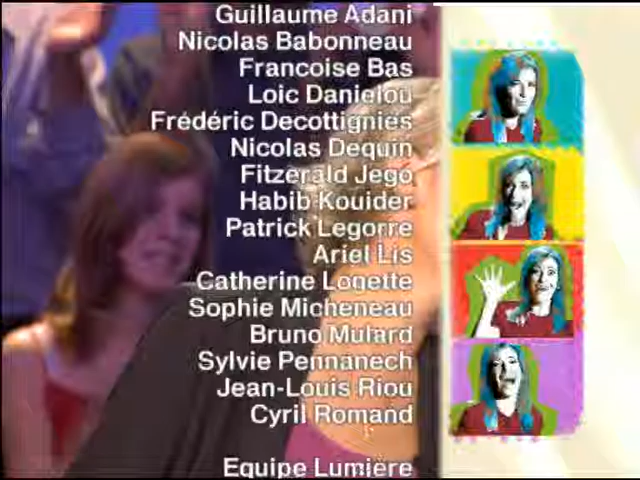 Guillaume Adani
Nicolas Babonneau
Francoise Bas
Loic Danielou
Frédéric Decottignies
Nicolas Dequin
Fitzerald Jego
Habib Kouider
Patrick Legorre
Ariel Lis
Catherine Logette
Sophie Micheneau
Bruno Mulard
Sylvie Pennanech
Jean-Louis Riou
Cyril Romand
Equipe Lumière